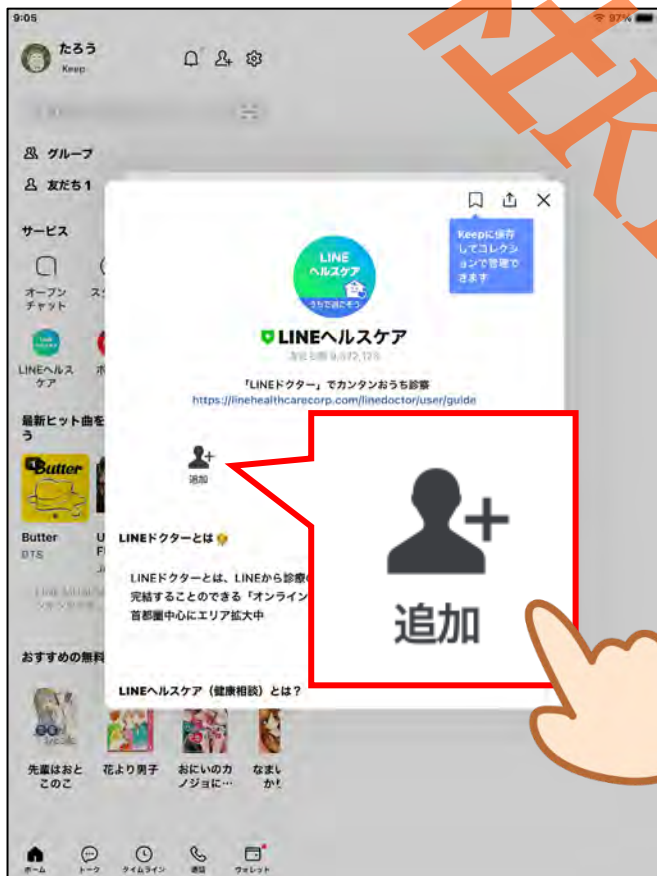 9:05
97%
たろう
Keep
グループ
友だち 1
サービス
オープン
チャット
LINEヘルス
ケア
最新ヒット曲を
う
Butter
Butter
BTS
おすすめの無料
先輩はおと
このこ
花より男子
おにいのカ
ノジョに…
なまい
かり
ホーム
トーク
タイムライン
通話
ウォレット
Keepに保存
してコレクシ
ョンで管理で
きます
LINE
ヘルスケア
うちで過ごそう
LINEヘルスケア
「LINEドクター」でカンタンおうち診察
https://linehealthcarecorp.com/linedoctor/user/guide
追加
追加
LINEドクターとは
LINEドクターとは、LINEから診療
完結することのできる「オンライン
首都圏中心にエリア拡大中
LINEヘルスケア（健康相談）とは？